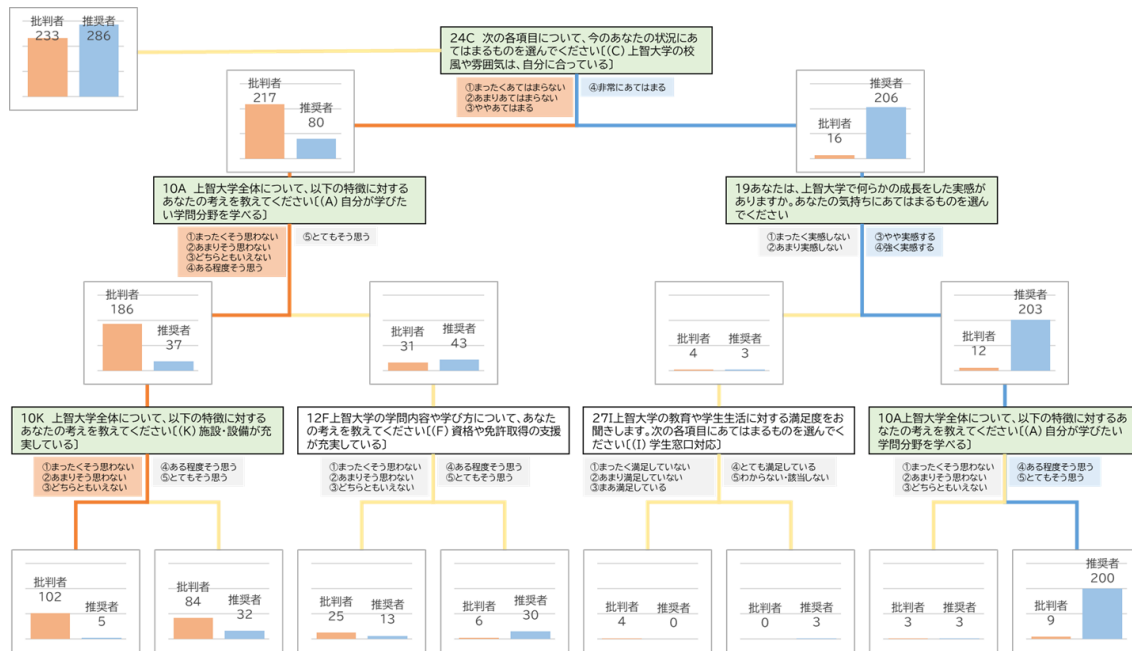 批判者
233
推奨者
286
24C 次の各項目について、今のあなたの状況にあ
てはまるものを選んでください〔(C) 上智大学の校
風や雰囲気は、自分に合っている〕
①まったくあてはまらない
②あまりあてはまらない
③ややあてはまる
④非常にあてはまる
批判者
217
推奨者
80
批判者
16
推奨者
206
10A 上智大学全体について、以下の特徴に対する
あなたの考えを教えてください〔(A) 自分が学びた
い学問分野を学べる〕
①まったくそう思わない
②あまりそう思わない
③どちらともいえない
④ある程度そう思う
⑤とてもそう思う
19あなたは、上智大学で何らかの成長をした実感が
ありますか。あなたの気持ちにあてはまるものを選ん
でください
①まったく実感しない
②あまり実感しない
③やや実感する
④強く実感する
批判者
186
推奨者
37
批判者
31
推奨者
43
批判者
4
推奨者
3
批判者
12
推奨者
203
10K 上智大学全体について、以下の特徴に対する
あなたの考えを教えてください〔(K) 施設・設備が充
実している〕
①まったくそう思わない
②あまりそう思わない
③どちらともいえない
④ある程度そう思う
⑤とてもそう思う
12F上智大学の学問内容や学び方について、あなた
の考えを教えてください〔(F) 資格や免許取得の支援
が充実している〕
①まったくそう思わない
②あまりそう思わない
③どちらともいえない
④ある程度そう思う
⑤とてもそう思う
27I上智大学の教育や学生生活に対する満足度をお
聞きします。次の各項目にあてはまるものを選んでく
ださい〔(I) 学生窓口対応〕
①まったく満足していない
②あまり満足していない
③まあ満足している
④とても満足している
⑤わからない・該当しない
10A上智大学全体について、以下の特徴に対するあ
なたの考えを教えてください〔(A) 自分が学びたい
学問分野を学べる〕
①まったくそう思わない
②あまりそう思わない
③どちらともいえない
④ある程度そう思う
⑤とてもそう思う
批判者
102
推奨者
5
批判者
84
推奨者
32
批判者
25
推奨者
13
批判者
6
推奨者
30
批判者
4
推奨者
0
批判者
0
推奨者
3
批判者
3
推奨者
3
批判者
9
推奨者
200